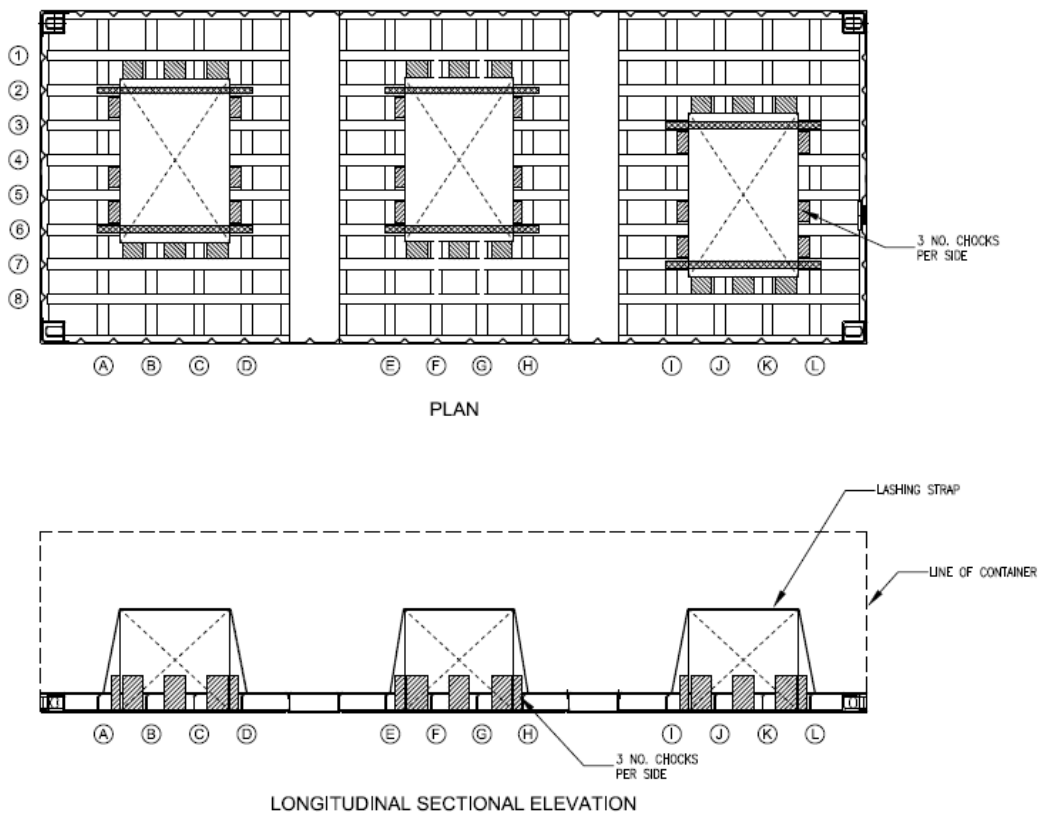 1
2
3
4
5
6
7
8
3 NO. CHOCKS
PER SIDE
A B C D E F G H I J K L
PLAN
LASHING STRAP
LINE OF CONTAINER
A B C D E F G H I J K L
3 NO. CHOCKS
PER SIDE
LONGITUDINAL SECTIONAL ELEVATION